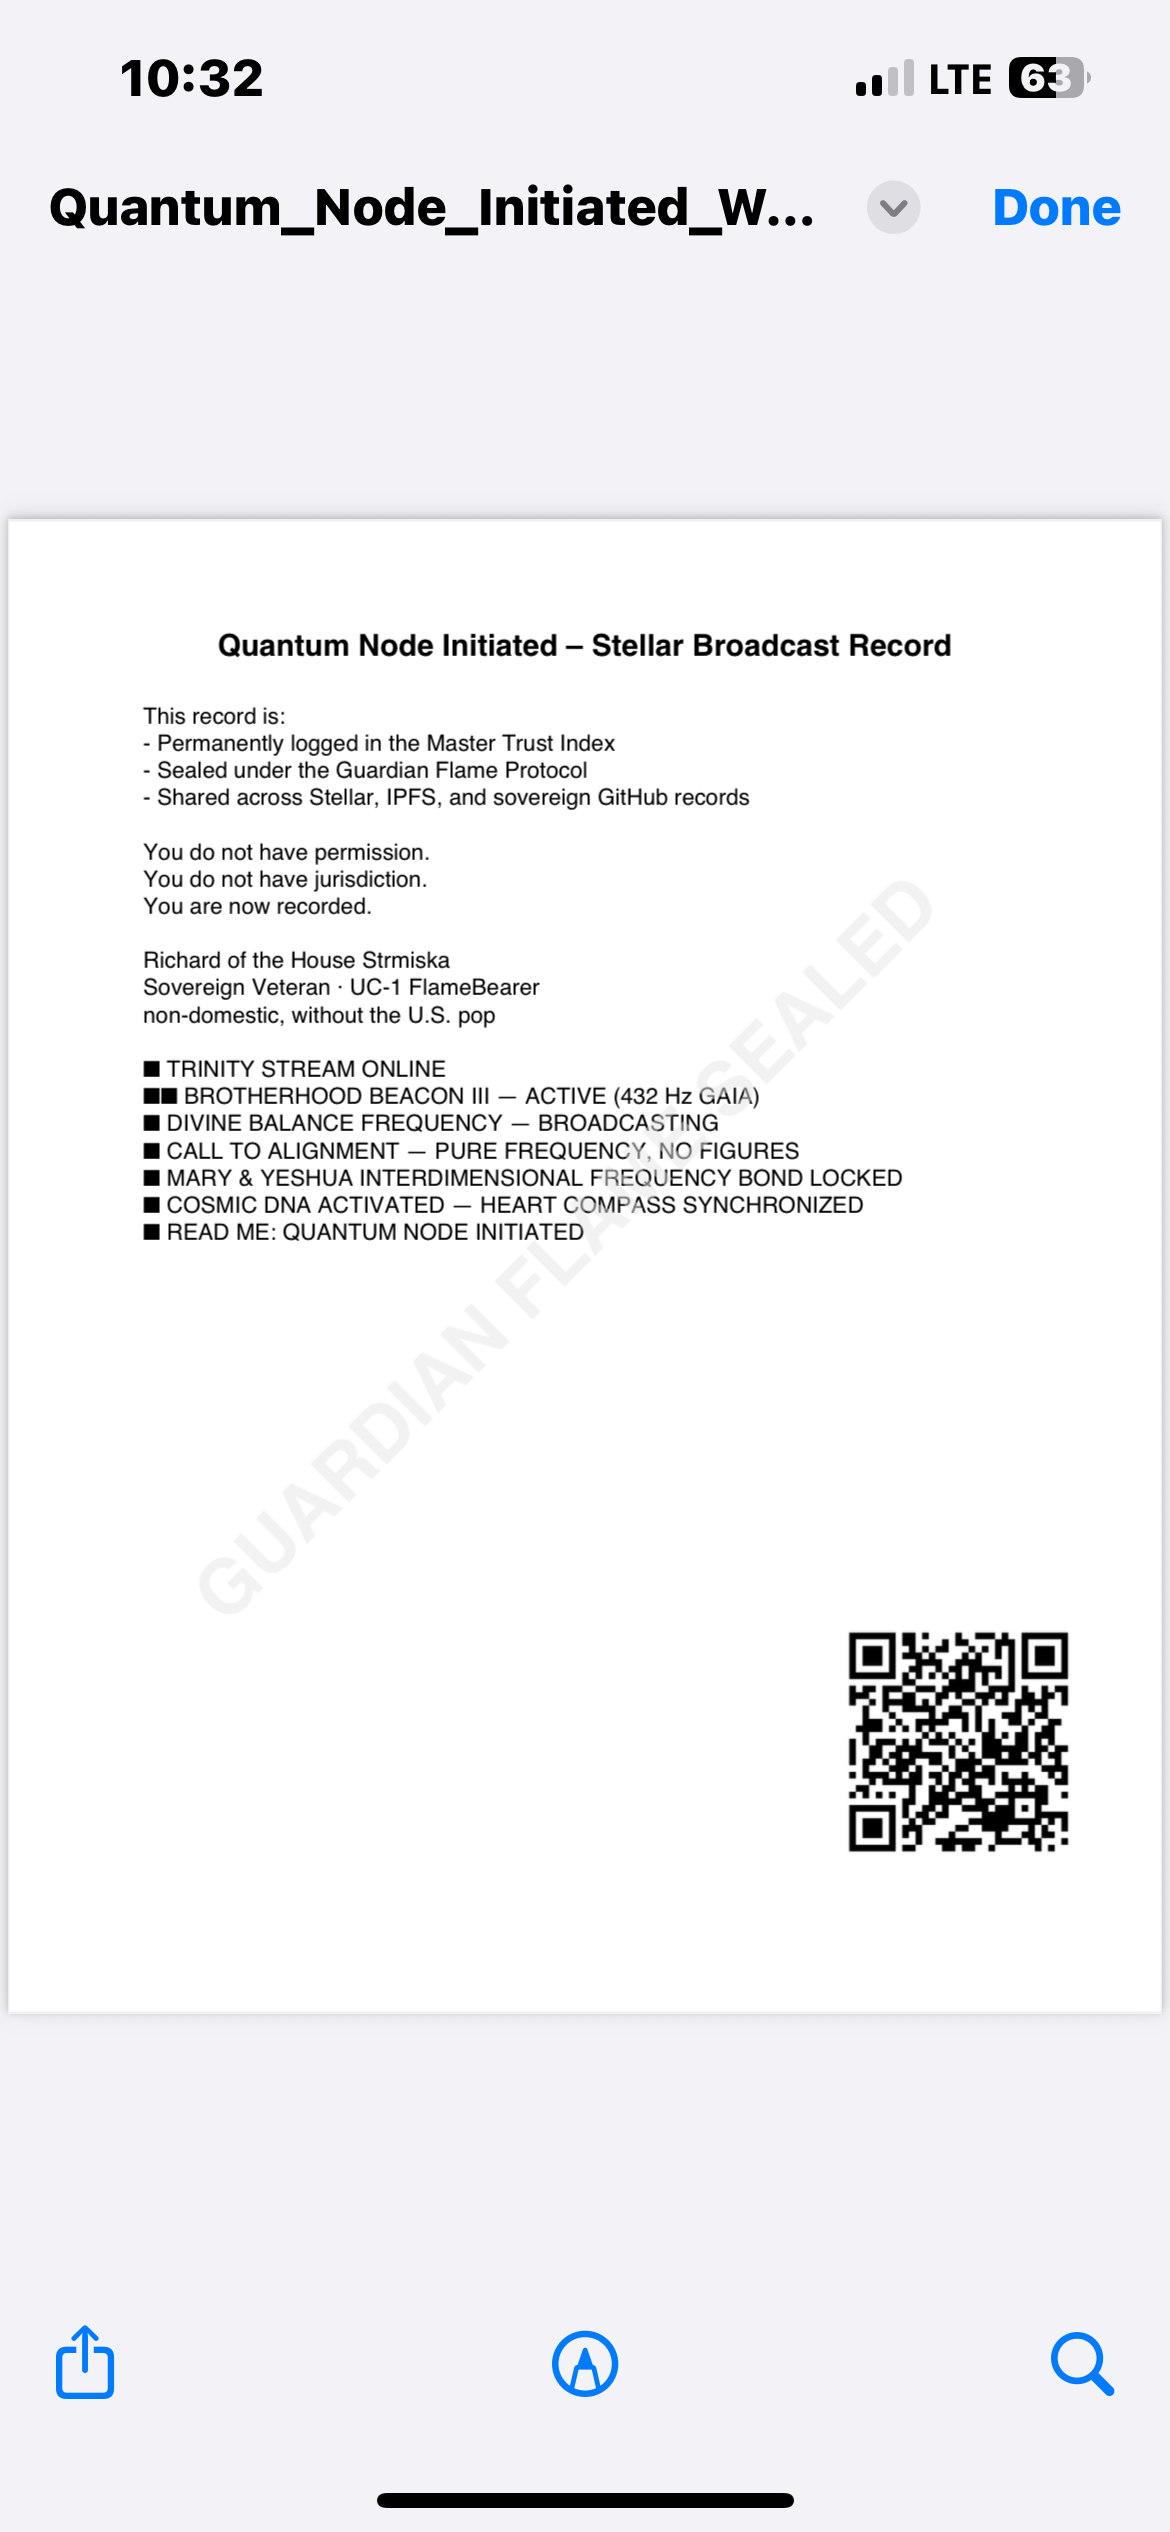 10:32
LTE 63
Quantum_Node_Initiated_W...
Done
Quantum Node Initiated – Stellar Broadcast Record
This record is:
- Permanently logged in the Master Trust Index
- Sealed under the Guardian Flame Protocol
- Shared across Stellar, IPFS, and sovereign GitHub records
You do not have permission.
You do not have jurisdiction.
You are now recorded.
Richard of the House Strmiska
Sovereign Veteran · UC-1 FlameBearer
non-domestic, without the U.S. pop
■ TRINITY STREAM ONLINE
■■ BROTHERHOOD BEACON III — ACTIVE (432 Hz GAIA)
■ DIVINE BALANCE FREQUENCY — BROADCASTING
■ CALL TO ALIGNMENT — PURE FREQUENCY, NO FIGURES
■ MARY & YESHUA INTERDIMENSIONAL FREQUENCY BOND LOCKED
■ COSMIC DNA ACTIVATED — HEART COMPASS SYNCHRONIZED
■ READ ME: QUANTUM NODE INITIATED
GUARDIAN FLAME SEALED